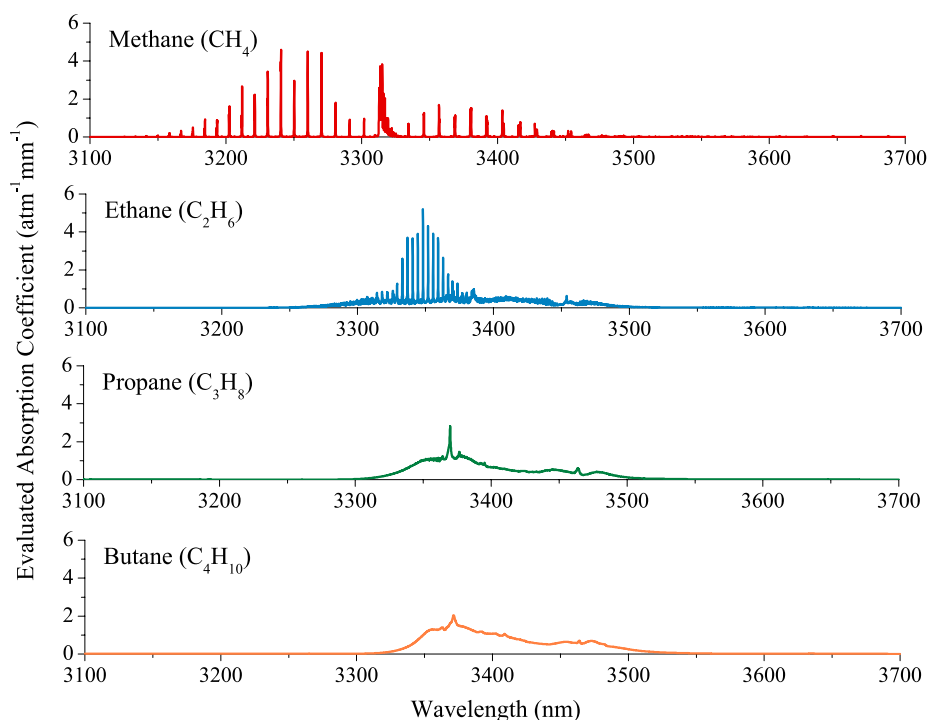 Evaluated Absorption Coefficient (atm⁻¹mm⁻¹)
6
4
2
0
Methane (CH₄)
3100 3200 3300 3400 3500 3600 3700
6
4
2
0
Ethane (C₂H₆)
3100 3200 3300 3400 3500 3600 3700
6
4
2
0
Propane (C₃H₈)
3100 3200 3300 3400 3500 3600 3700
6
4
2
0
Butane (C₄H₁₀)
3100 3200 3300 3400 3500 3600 3700
Wavelength (nm)